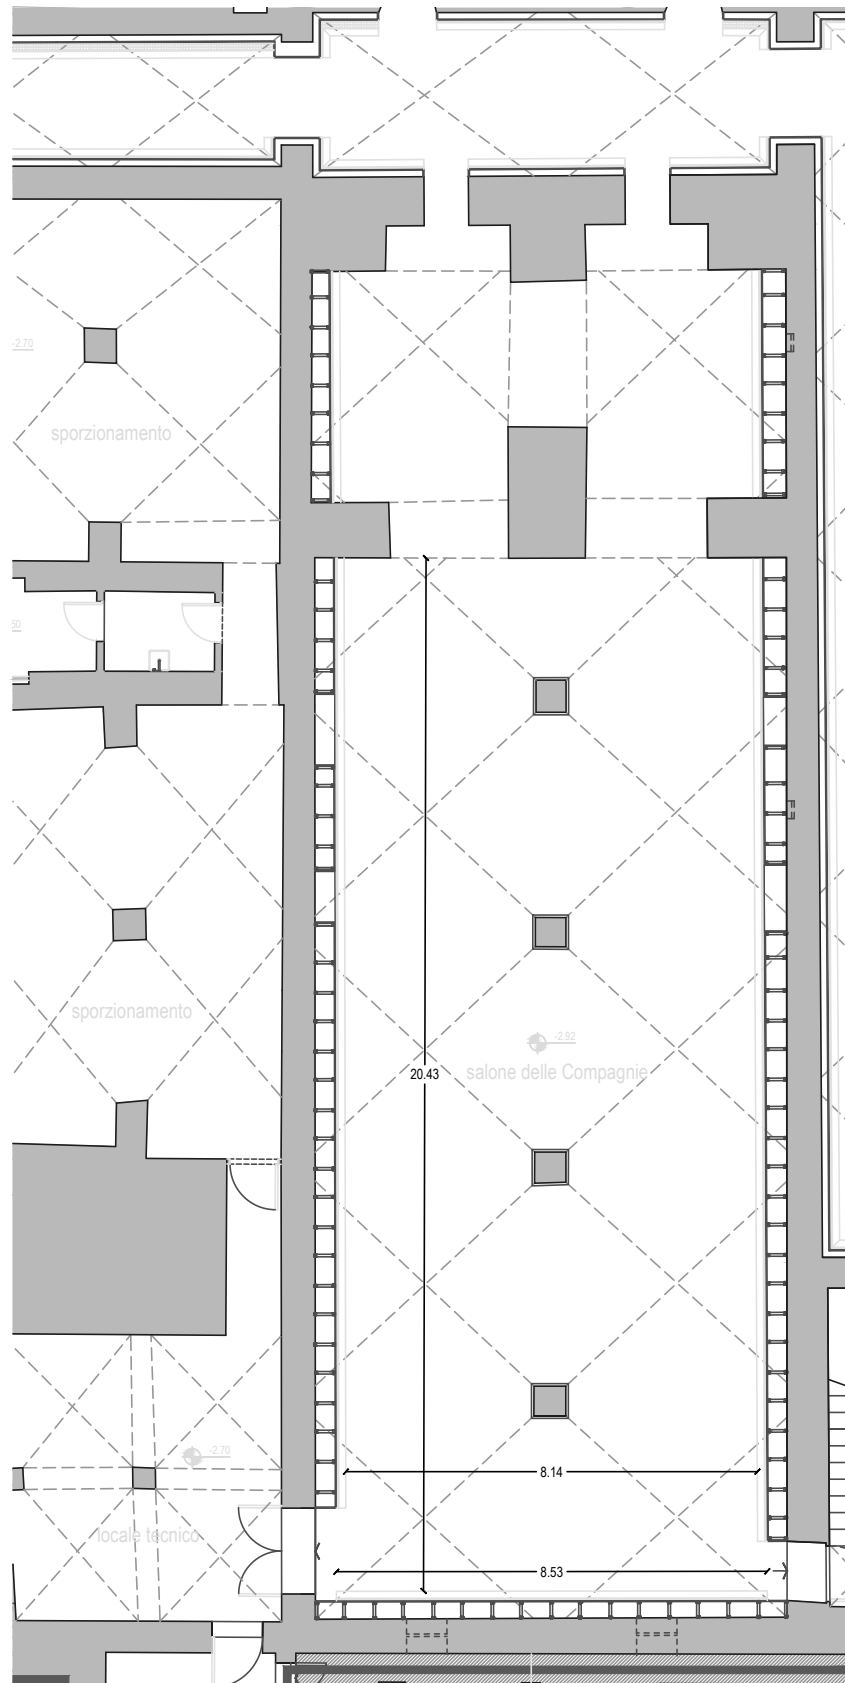 -2.70
sporzionamento
50
sporzionamento
-2.92
salone delle Compagnie
20.43
-2.70
8.14
locale tecnico
8.53